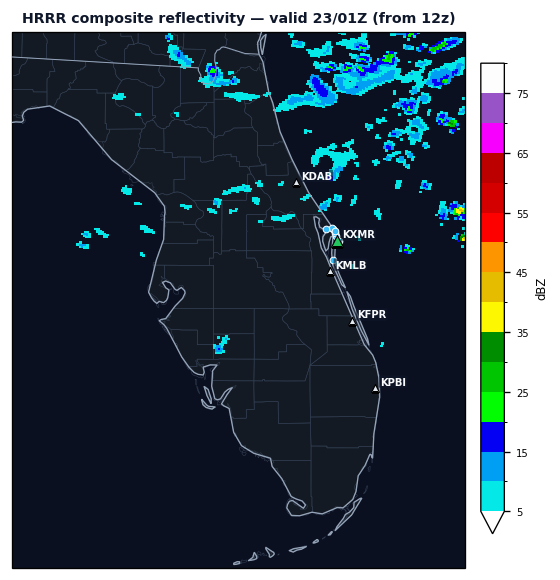 HRRR composite reflectivity — valid 23/01Z (from 12z)
KDAB
KXMR
KMLB
KFPR
KPBI
75
65
55
45
35
25
15
5
dBZ